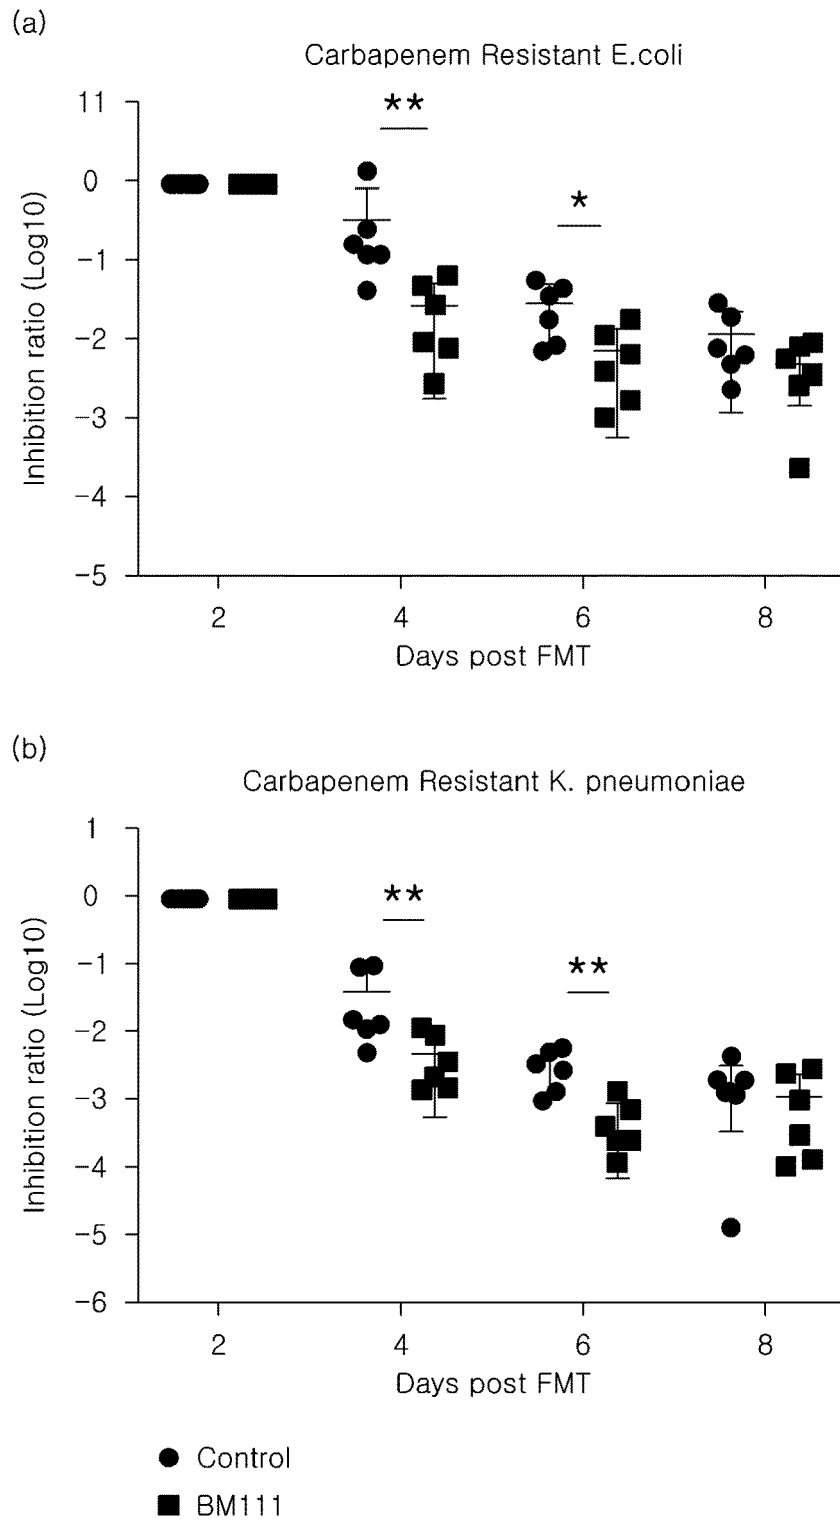 (a)
Carbapenem Resistant E.coli
11
0
-1
-2
-3
-4
-5
Inhibition ratio (Log10)
**
*
2 4 6 8
Days post FMT
(b)
Carbapenem Resistant K. pneumoniae
1
0
-1
-2
-3
-4
-5
-6
Inhibition ratio (Log10)
**
**
2 4 6 8
Days post FMT
Control
BM111